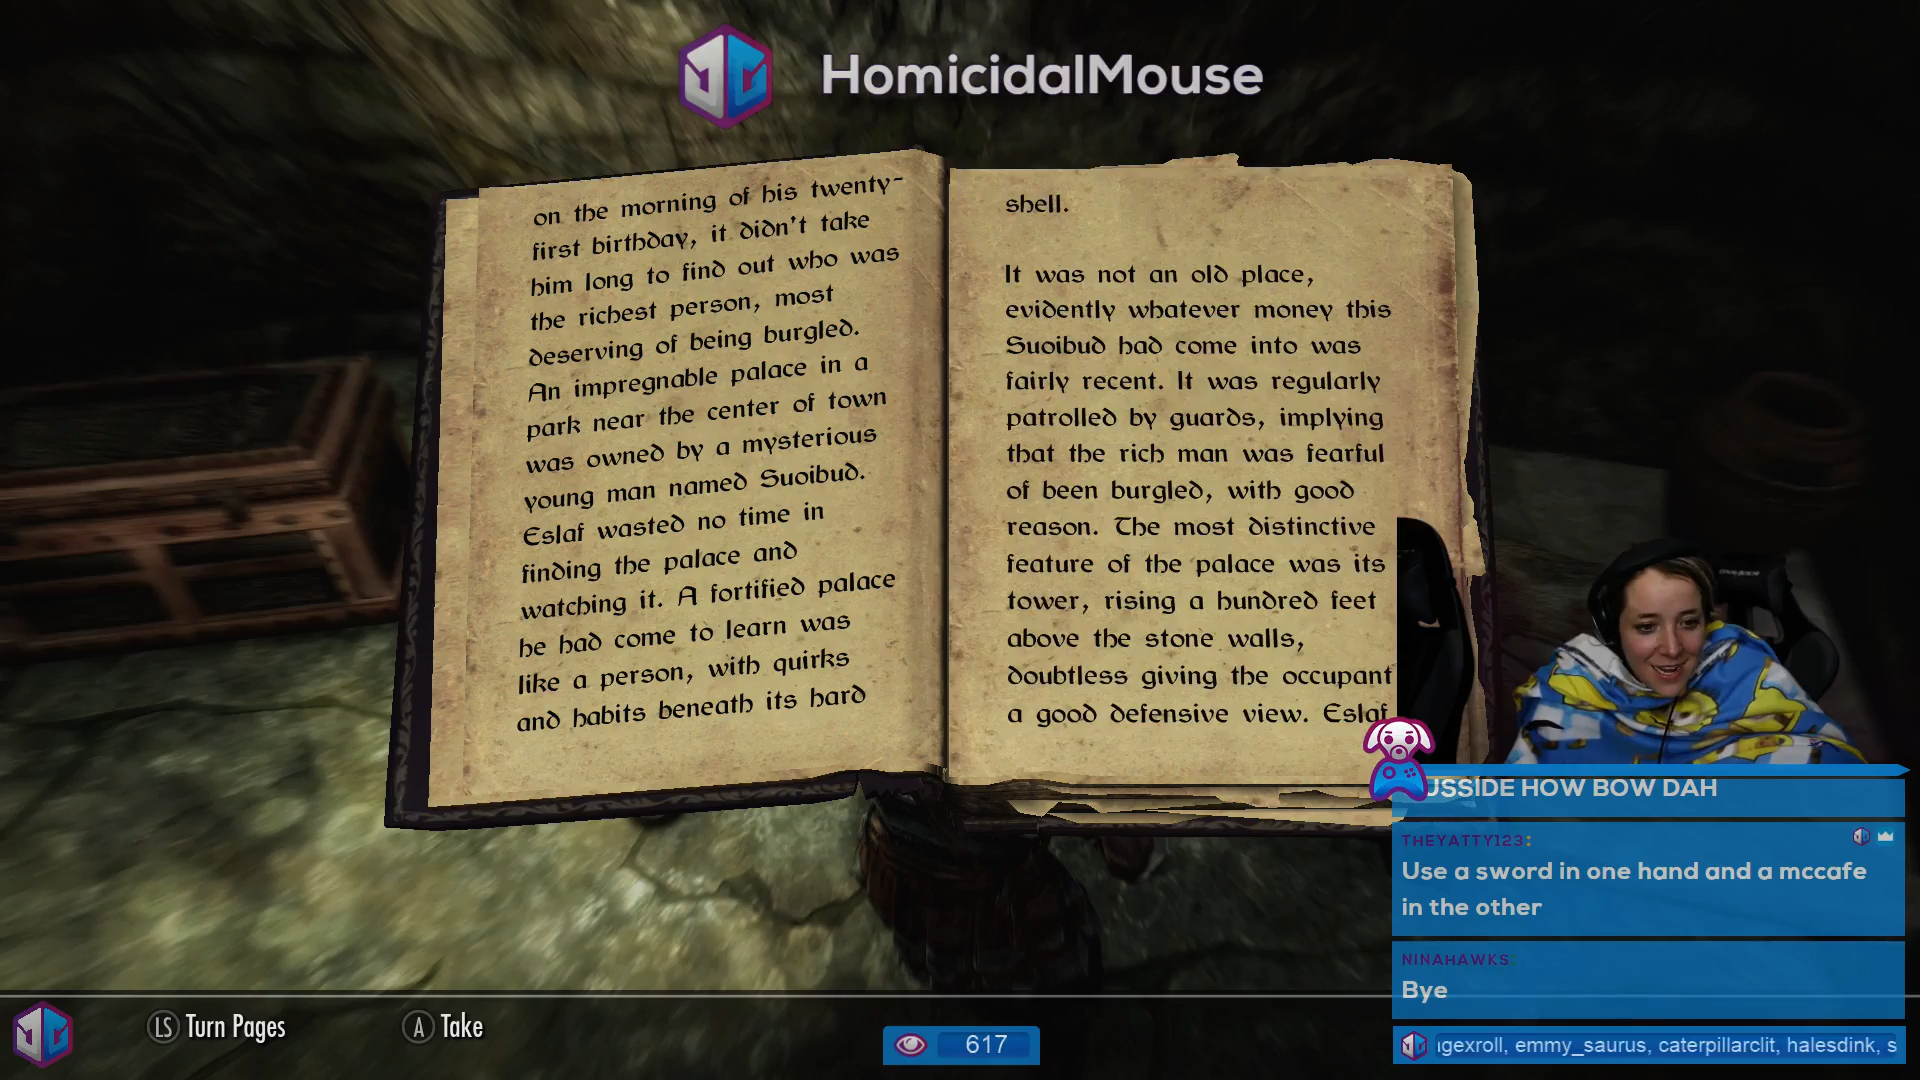 HomicidalMouse
on the morning of his twenty-
first birthday, it didn't take
him long to find out who was
the richest person, most
deserving of being burgled.
An impregnable palace in a
park near the center of town
was owned by a mysterious
young man named Suoibud.
Eslaf wasted no time in
finding the palace and
watching it. A fortified palace
he had come to learn was
like a person, with quirks
and habits beneath its hard
shell.
It was not an old place,
evidently whatever money this
Suoibud had come into was
fairly recent. It was regularly
patrolled by guards, implying
that the rich man was fearful
of been burgled, with good
reason. The most distinctive
feature of the palace was its
tower, rising a hundred feet
above the stone walls,
doubtless giving the occupant
a good defensive view. Eslaf
USSIDE HOW BOW DAH
THEYATTY123:
Use a sword in one hand and a mccafe
in the other
NINAHAWKS:
Bye
gexroll, emmy_saurus, caterpillarclit, halesdink, s
LS Turn Pages
A Take
617